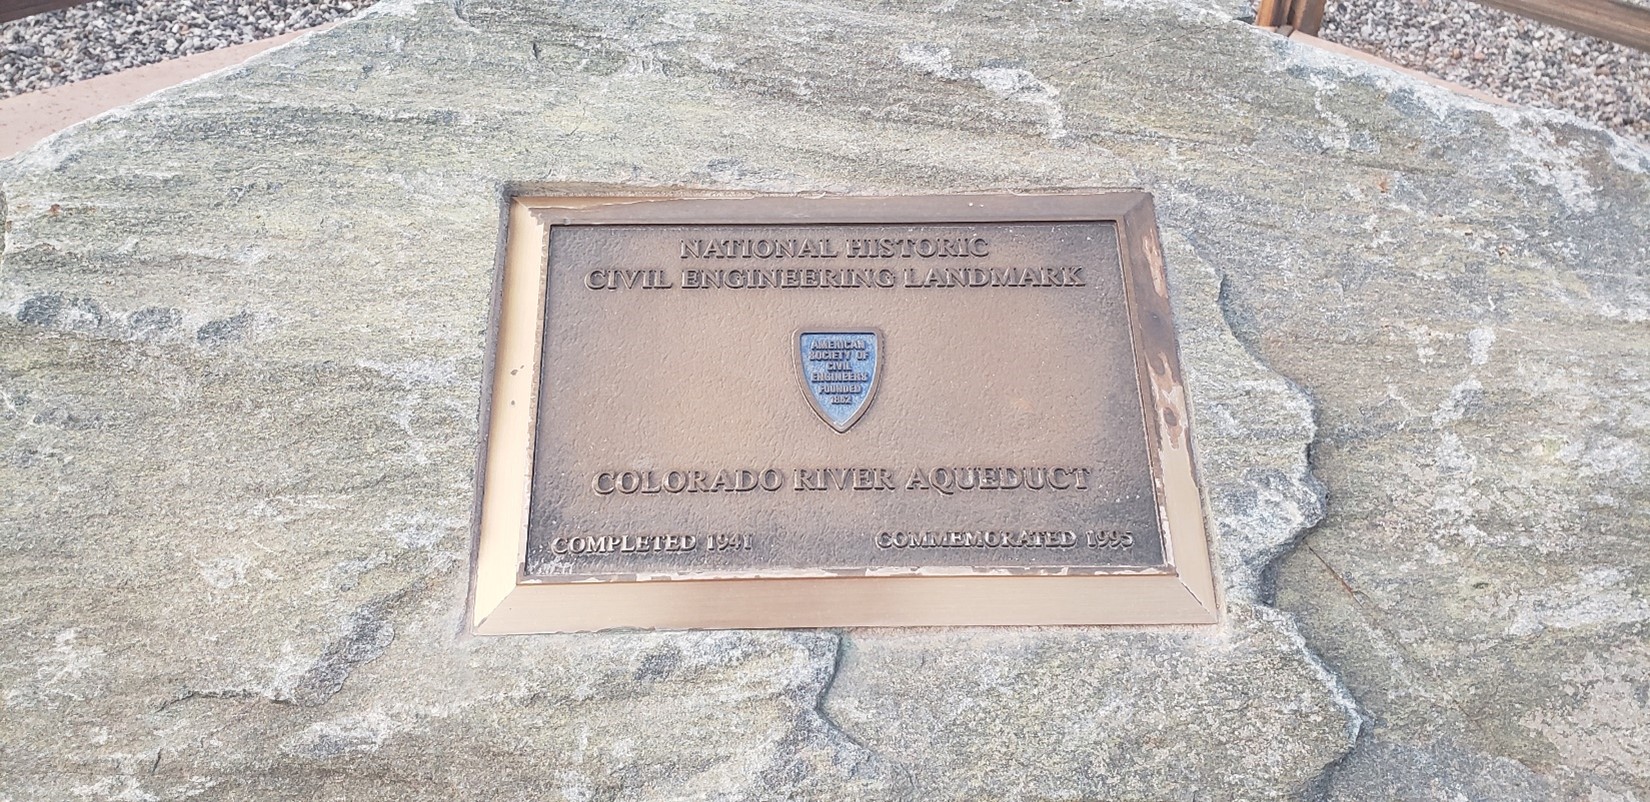 NATIONAL HISTORIC
CIVIL ENGINEERING LANDMARK
AMERICAN
SOCIETY OF
CIVIL
ENGINEERS
FOUNDED
1852
COLORADO RIVER AQUEDUCT
COMPLETED 1941 COMMEMORATED 1995